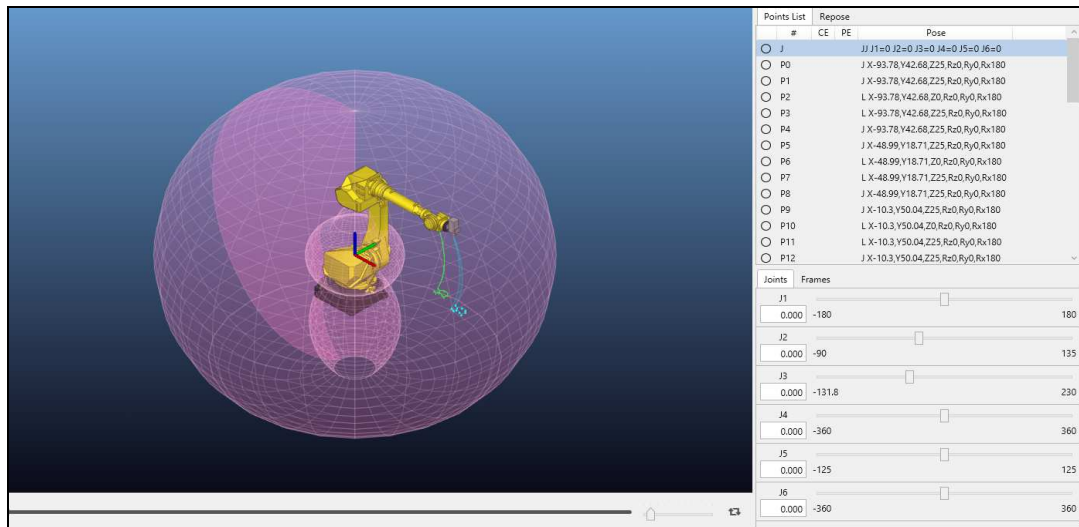 Points List Repose
# CE PE Pose
J JJ J1=0 J2=0 J3=0 J4=0 J5=0 J6=0
P0 J X-93.78,Y42.68,Z25,Rz0,Ry0,Rx180
P1 J X-93.78,Y42.68,Z25,Rz0,Ry0,Rx180
P2 L X-93.78,Y42.68,Z0,Rz0,Ry0,Rx180
P3 L X-93.78,Y42.68,Z25,Rz0,Ry0,Rx180
P4 J X-93.78,Y42.68,Z25,Rz0,Ry0,Rx180
P5 J X-48.99,Y18.71,Z25,Rz0,Ry0,Rx180
P6 L X-48.99,Y18.71,Z0,Rz0,Ry0,Rx180
P7 L X-48.99,Y18.71,Z25,Rz0,Ry0,Rx180
P8 J X-48.99,Y18.71,Z25,Rz0,Ry0,Rx180
P9 J X-10.3,Y50.04,Z25,Rz0,Ry0,Rx180
P10 L X-10.3,Y50.04,Z0,Rz0,Ry0,Rx180
P11 L X-10.3,Y50.04,Z25,Rz0,Ry0,Rx180
P12 J X-10.3,Y50.04,Z25,Rz0,Ry0,Rx180
Joints Frames
J1
0.000 -180 180
J2
0.000 -90 135
J3
0.000 -131.8 230
J4
0.000 -360 360
J5
0.000 -125 125
J6
0.000 -360 360